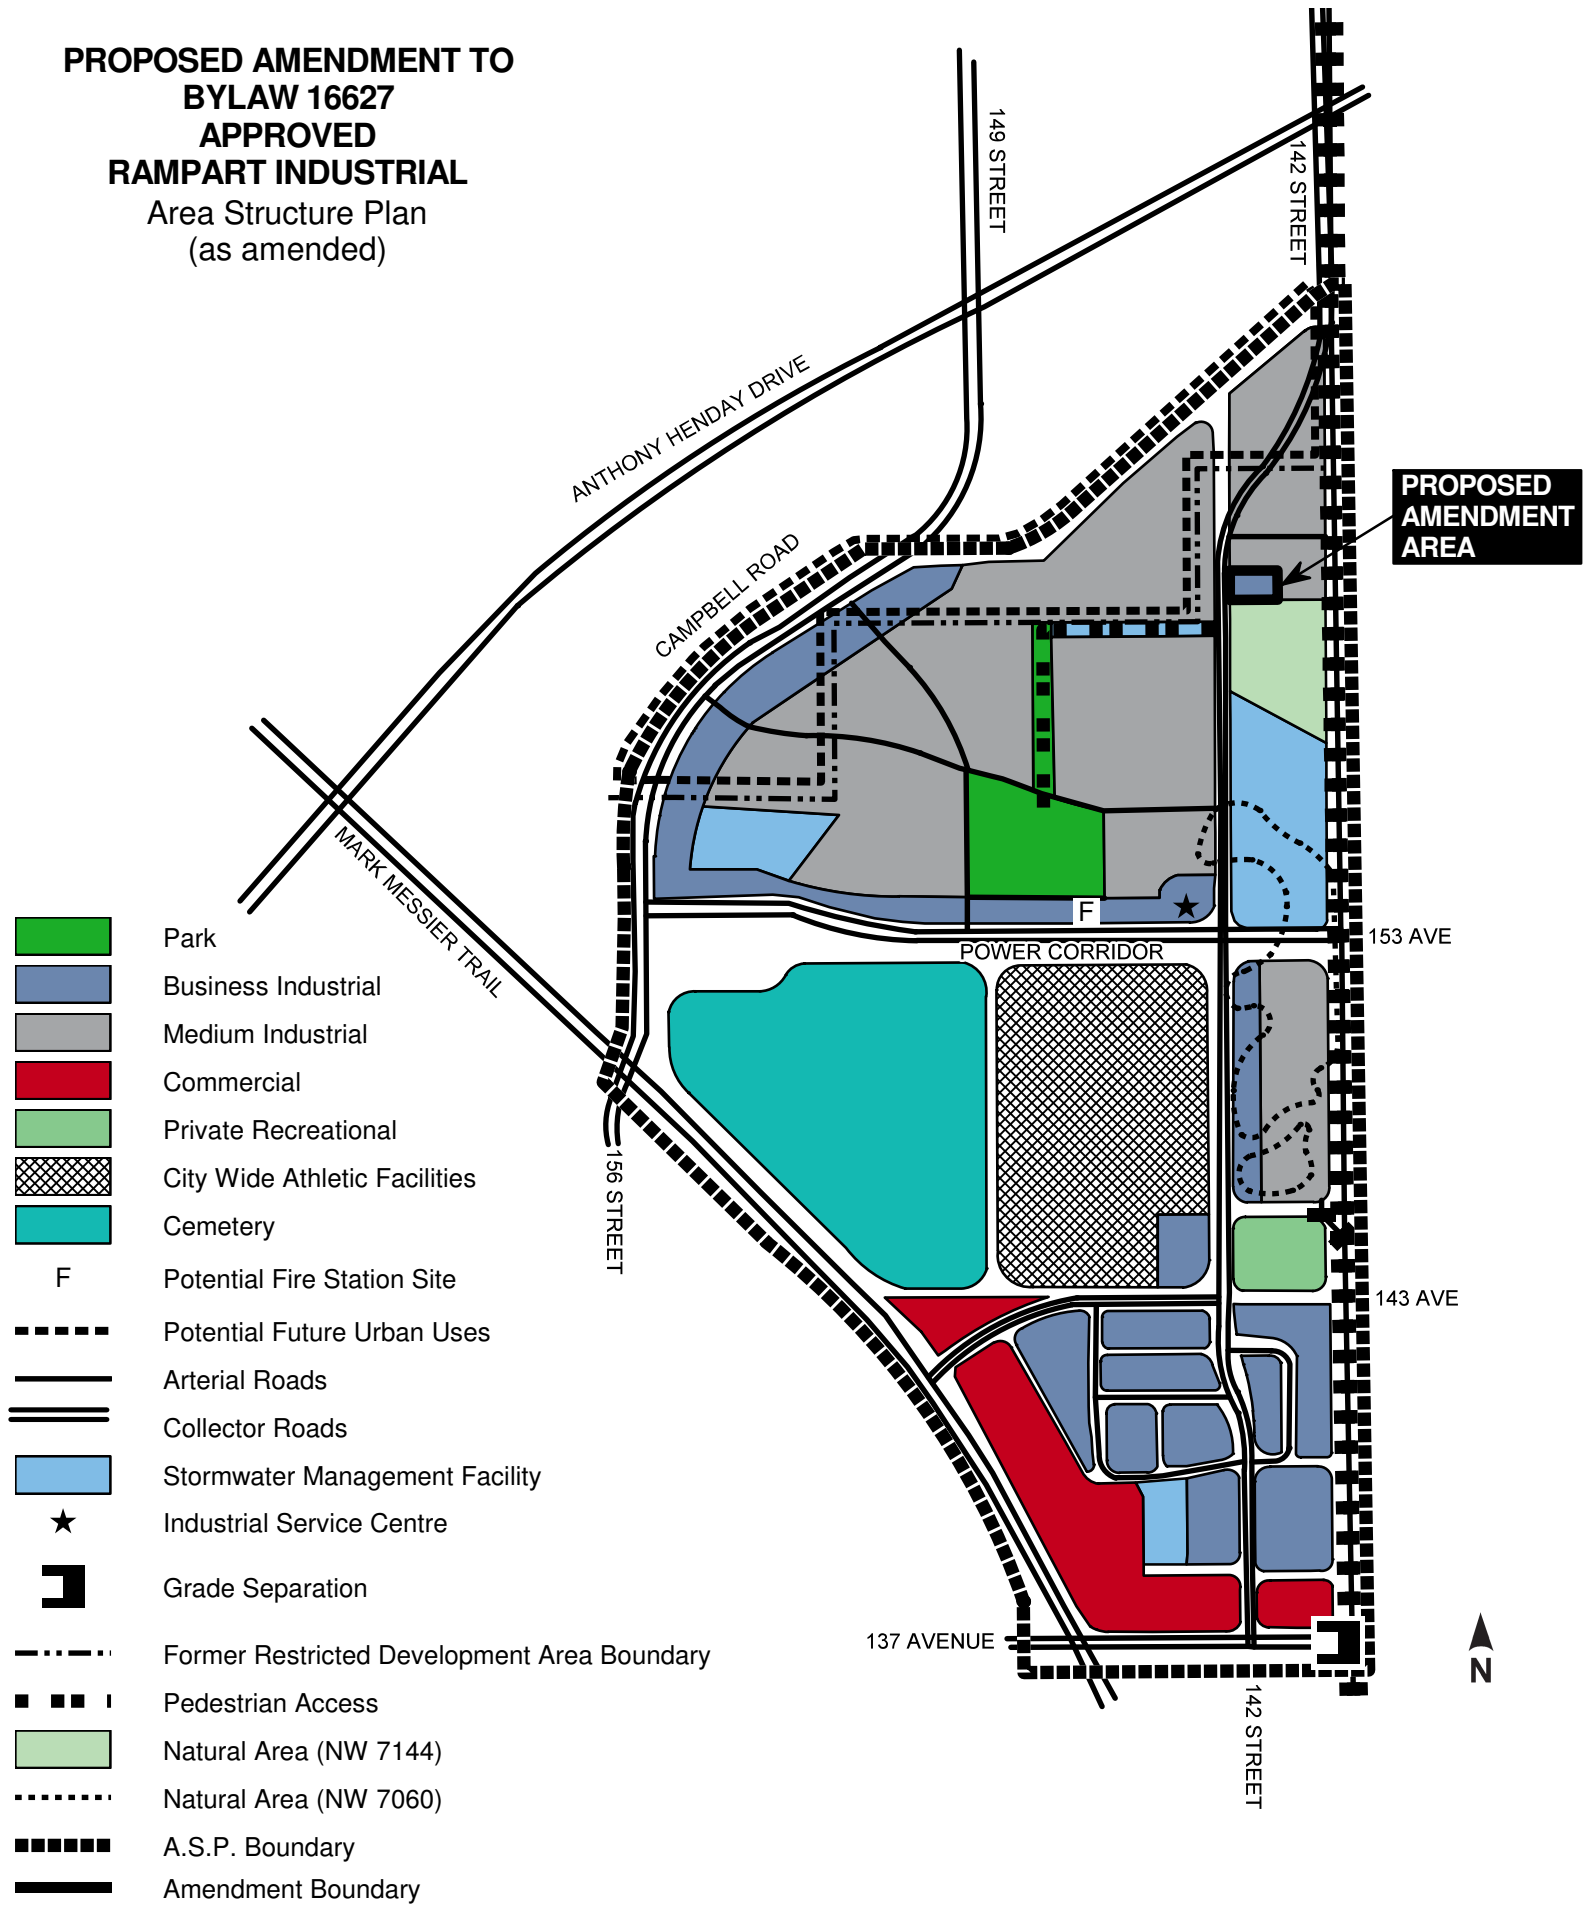 PROPOSED AMENDMENT TO
BYLAW 16627
APPROVED
RAMPART INDUSTRIAL
Area Structure Plan
(as amended)
149 STREET
142 STREET
ANTHONY HENDAY DRIVE
PROPOSED
AMENDMENT
AREA
CAMPBELL ROAD
MARK MESSIER TRAIL
F
153 AVE
POWER CORRIDOR
156 STREET
143 AVE
137 AVENUE
142 STREET
N
Park
Business Industrial
Medium Industrial
Commercial
Private Recreational
City Wide Athletic Facilities
Cemetery
F Potential Fire Station Site
Potential Future Urban Uses
Arterial Roads
Collector Roads
Stormwater Management Facility
Industrial Service Centre
Grade Separation
Former Restricted Development Area Boundary
Pedestrian Access
Natural Area (NW 7144)
Natural Area (NW 7060)
A.S.P. Boundary
Amendment Boundary